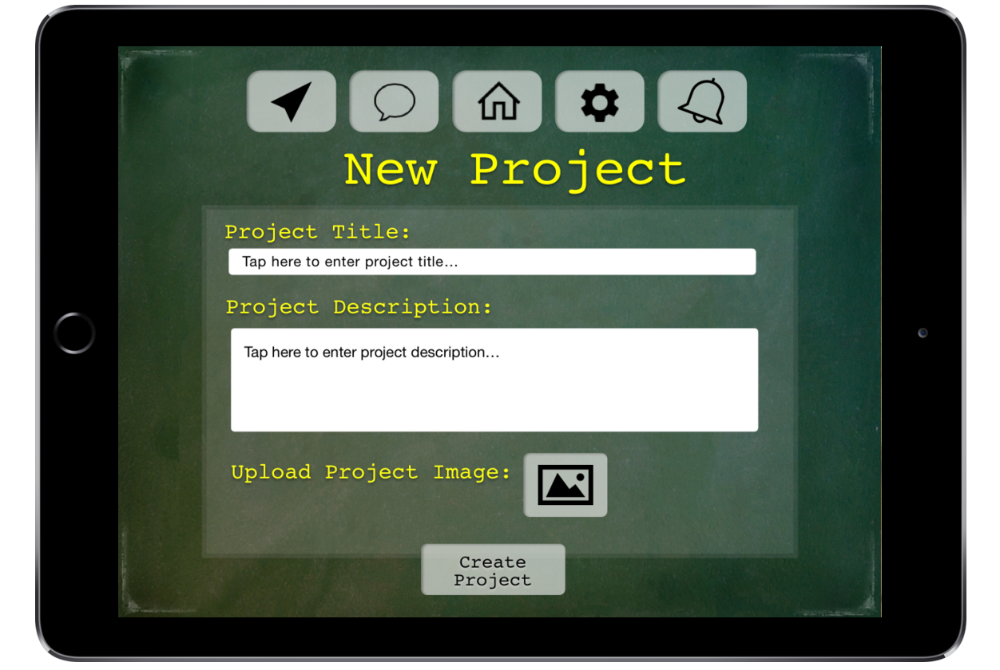 New Project
Project Title:
Tap here to enter project title...
Project Description:
Tap here to enter project description...
Upload Project Image:
Create
Project